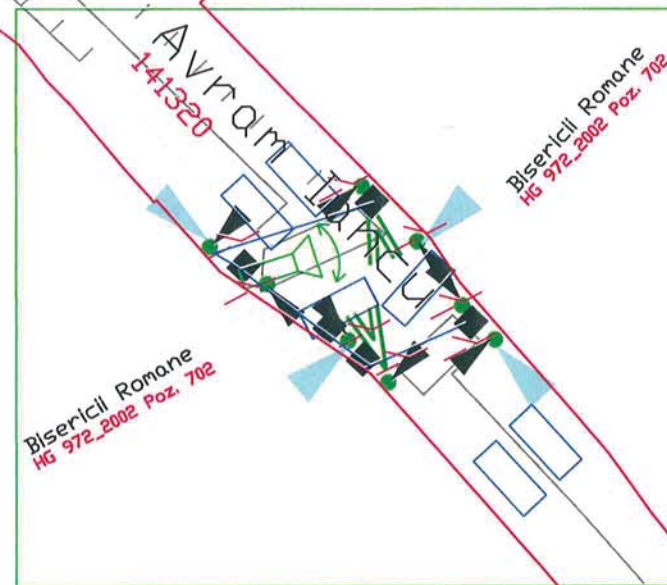 Avram Iancu
141320
Bisericii Romane
HG 972_2002 Poz. 702
Bisericii Romane
HG 972_2002 Poz. 702